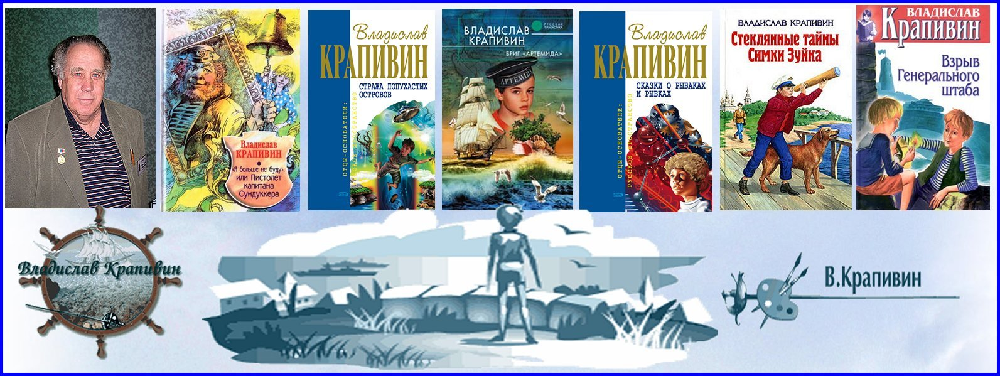 Владислав
КРАПИВИН
«Я больше не буду»,
или Пистолет
капитана
Сундуккера
Владислав
КРАПИВИН
СТРАЖА ЛОПУХАСТЫХ
ОСТРОВОВ
ОТЦЫ-ОСНОВАТЕЛИ:
РУССКОЕ ПРОСТРАНСТВО
ВЛАДИСЛАВ
КРАПИВИН
РУССКАЯ
ФАНТАСТИКА
БРИГ «АРТЕМИДА»
АРТЕМИДА
Владислав
КРАПИВИН
СКАЗКИ О РЫБАКАХ
И РЫБКАХ
ОТЦЫ-ОСНОВАТЕЛИ:
РУССКОЕ ПРОСТРАНСТВО
ВЛАДИСЛАВ КРАПИВИН
Стеклянные тайны
Симки Зуйка
ВЛАДИСЛАВ
Крапивин
Взрыв
Генерального
штаба
Владислав Крапивин
В.Крапивин